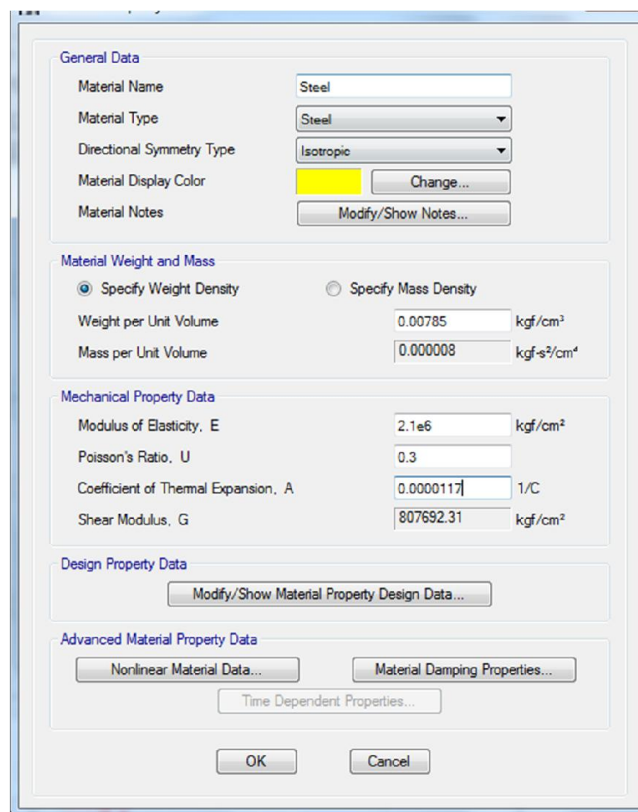 General Data
Material Name Steel
Material Type Steel
Directional Symmetry Type Isotropic
Material Display Color Change...
Material Notes Modify/Show Notes...
Material Weight and Mass
Specify Weight Density Specify Mass Density
Weight per Unit Volume 0.00785 kgf/cm³
Mass per Unit Volume 0.000008 kgf-s²/cm⁴
Mechanical Property Data
Modulus of Elasticity, E 2.1e6 kgf/cm²
Poisson's Ratio, U 0.3
Coefficient of Thermal Expansion, A 0.0000117 1/C
Shear Modulus, G 807692.31 kgf/cm²
Design Property Data
Modify/Show Material Property Design Data...
Advanced Material Property Data
Nonlinear Material Data... Material Damping Properties...
Time Dependent Properties...
OK Cancel